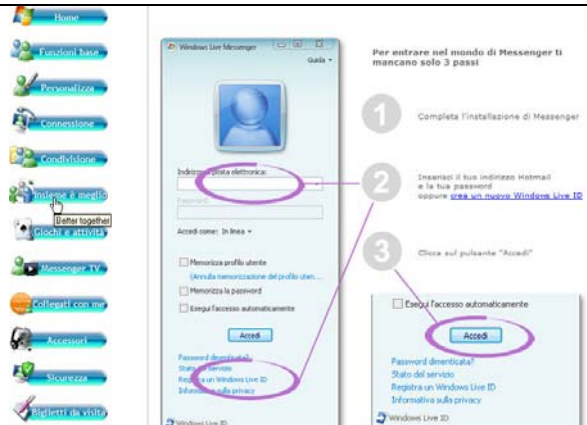 Home
Funzioni base
Personalizza
Connessione
Condivisione
Insieme è meglio
Better together
Giochi e attività
Messenger TV
Collegati con me
Accessori
Sicurezza
Biglietti da visita
Windows Live Messenger
Guida
Indirizzo posta elettronica:
Password:
Accedi come: In linea
Memorizza profilo utente
(Annulla memorizzazione del profilo uten...
Memorizza la password
Esegui l'accesso automaticamente
Accedi
Password dimenticata?
Stato del servizio
Registra un Windows Live ID
Informativa sulla privacy
Windows Live ID
Per entrare nel mondo di Messenger ti
mancano solo 3 passi
1
Completa l'installazione di Messenger
2
Inserisci il tuo indirizzo Hotmail
e la tua password
oppure crea un nuovo Windows Live ID
3
Clicca sul pulsante "Accedi"
Esegui l'accesso automaticamente
Accedi
Password dimenticata?
Stato del servizio
Registra un Windows Live ID
Informativa sulla privacy
Windows Live ID